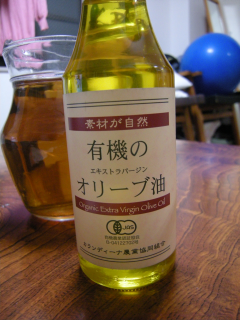 素材が自然
有機の
エキストラバージン
オリーブ油
Organic Extra Virgin Olive Oil
JAS